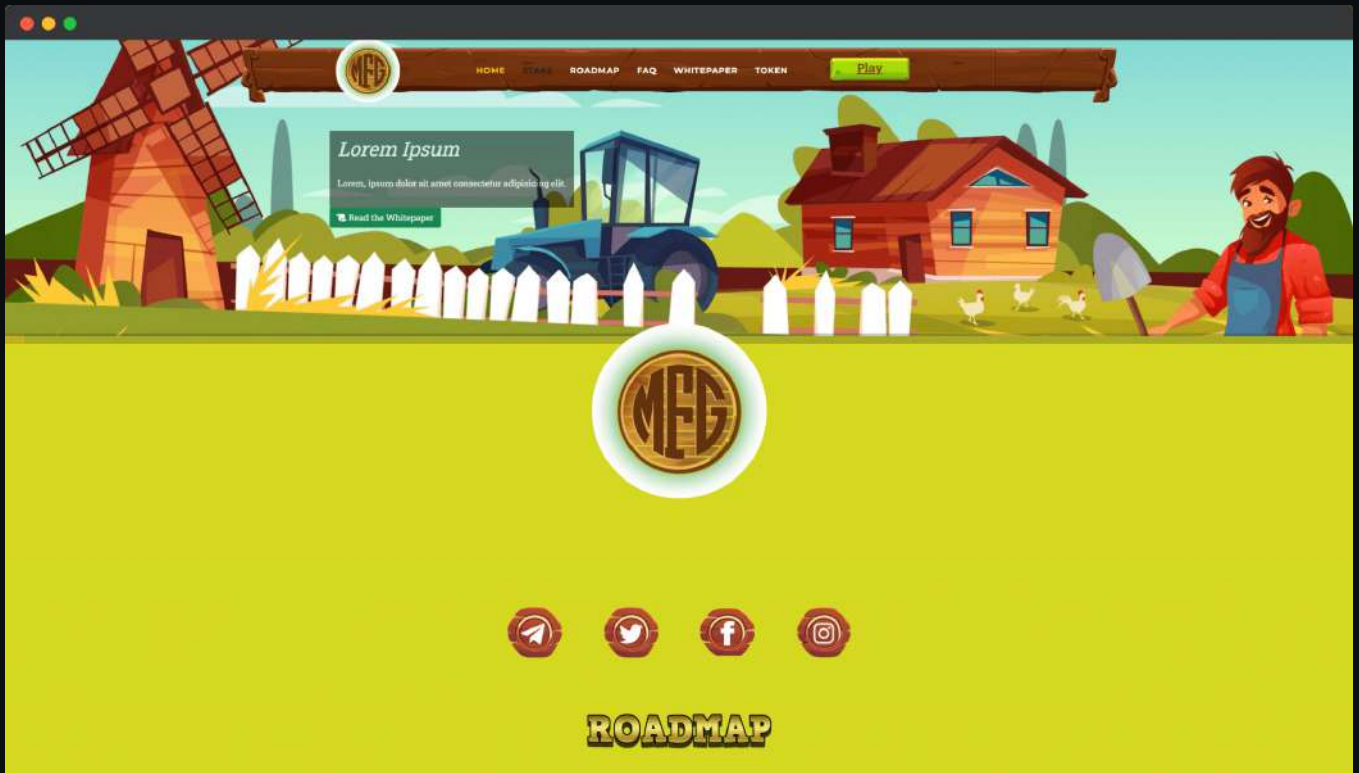 MFG
HOME STAKE ROADMAP FAQ WHITEPAPER TOKEN
Play
Lorem Ipsum
Lorem, ipsum dolor sit amet consectetur adipisicing elit.
Read the Whitepaper
MFG
ROADMAP